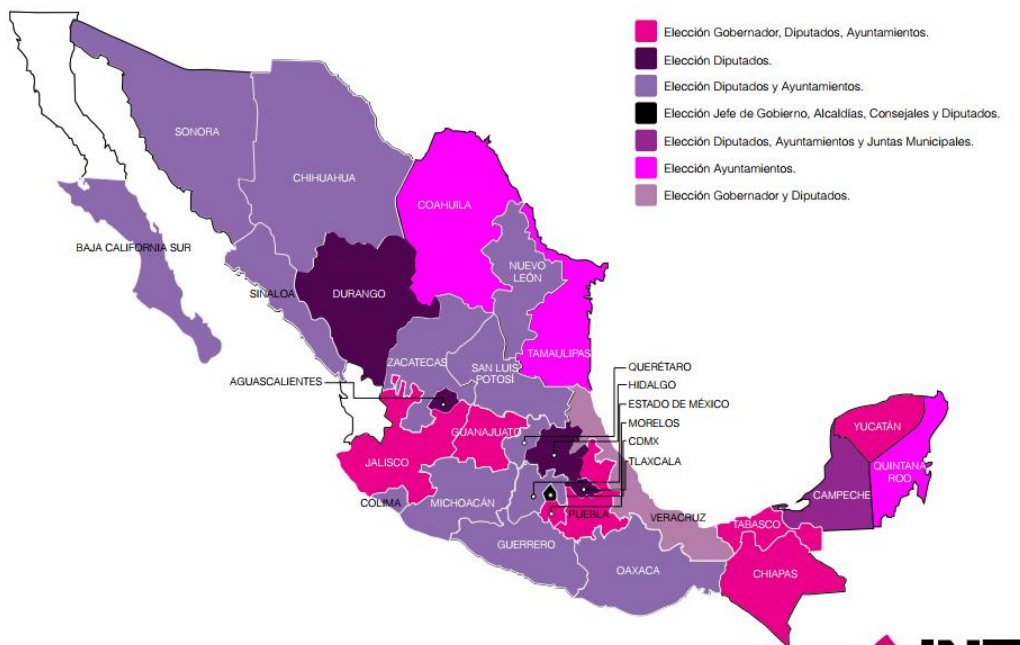 Elección Gobernador, Diputados, Ayuntamientos.
Elección Diputados.
Elección Diputados y Ayuntamientos.
Elección Jefe de Gobierno, Alcaldías, Consejales y Diputados.
Elección Diputados, Ayuntamientos y Juntas Municipales.
Elección Ayuntamientos.
Elección Gobernador y Diputados.
SONORA
CHIHUAHUA
COAHUILA
BAJA CALIFORNIA SUR
NUEVO
LEÓN
SINALOA
DURANGO
TAMAULIPAS
ZACATECAS
SAN LUIS
POTOSÍ
AGUASCALIENTES
QUERÉTARO
HIDALGO
ESTADO DE MÉXICO
MORELOS
CDMX
TLAXCALA
GUANAJUATO
JALISCO
YUCATÁN
QUINTANA
ROO
CAMPECHE
COLIMA
MICHOACÁN
PUEBLA
VERACRUZ
TABASCO
GUERRERO
OAXACA
CHIAPAS